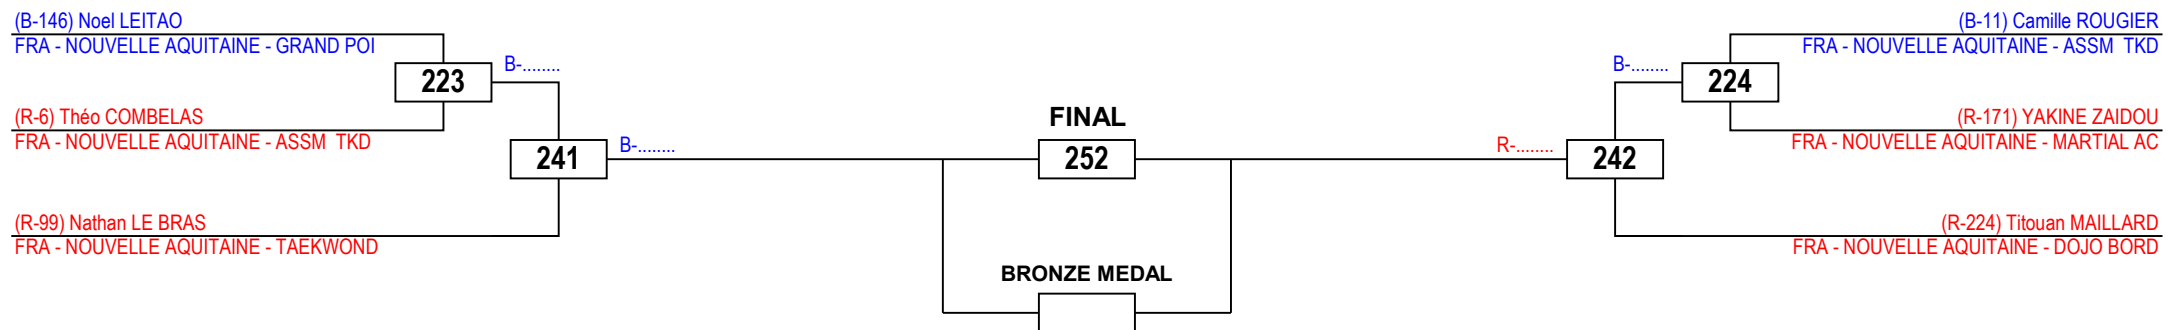 (B-146) Noel LEITAO
FRA - NOUVELLE AQUITAINE - GRAND POI
223
B-........
(R-6) Théo COMBELAS
FRA - NOUVELLE AQUITAINE - ASSM  TKD
241
B-........
(R-99) Nathan LE BRAS
FRA - NOUVELLE AQUITAINE - TAEKWOND
FINAL
252
BRONZE MEDAL
(B-11) Camille ROUGIER
FRA - NOUVELLE AQUITAINE - ASSM  TKD
B-........
224
(R-171) YAKINE ZAIDOU
FRA - NOUVELLE AQUITAINE - MARTIAL AC
R-........
242
(R-224) Titouan MAILLARD
FRA - NOUVELLE AQUITAINE - DOJO BORD